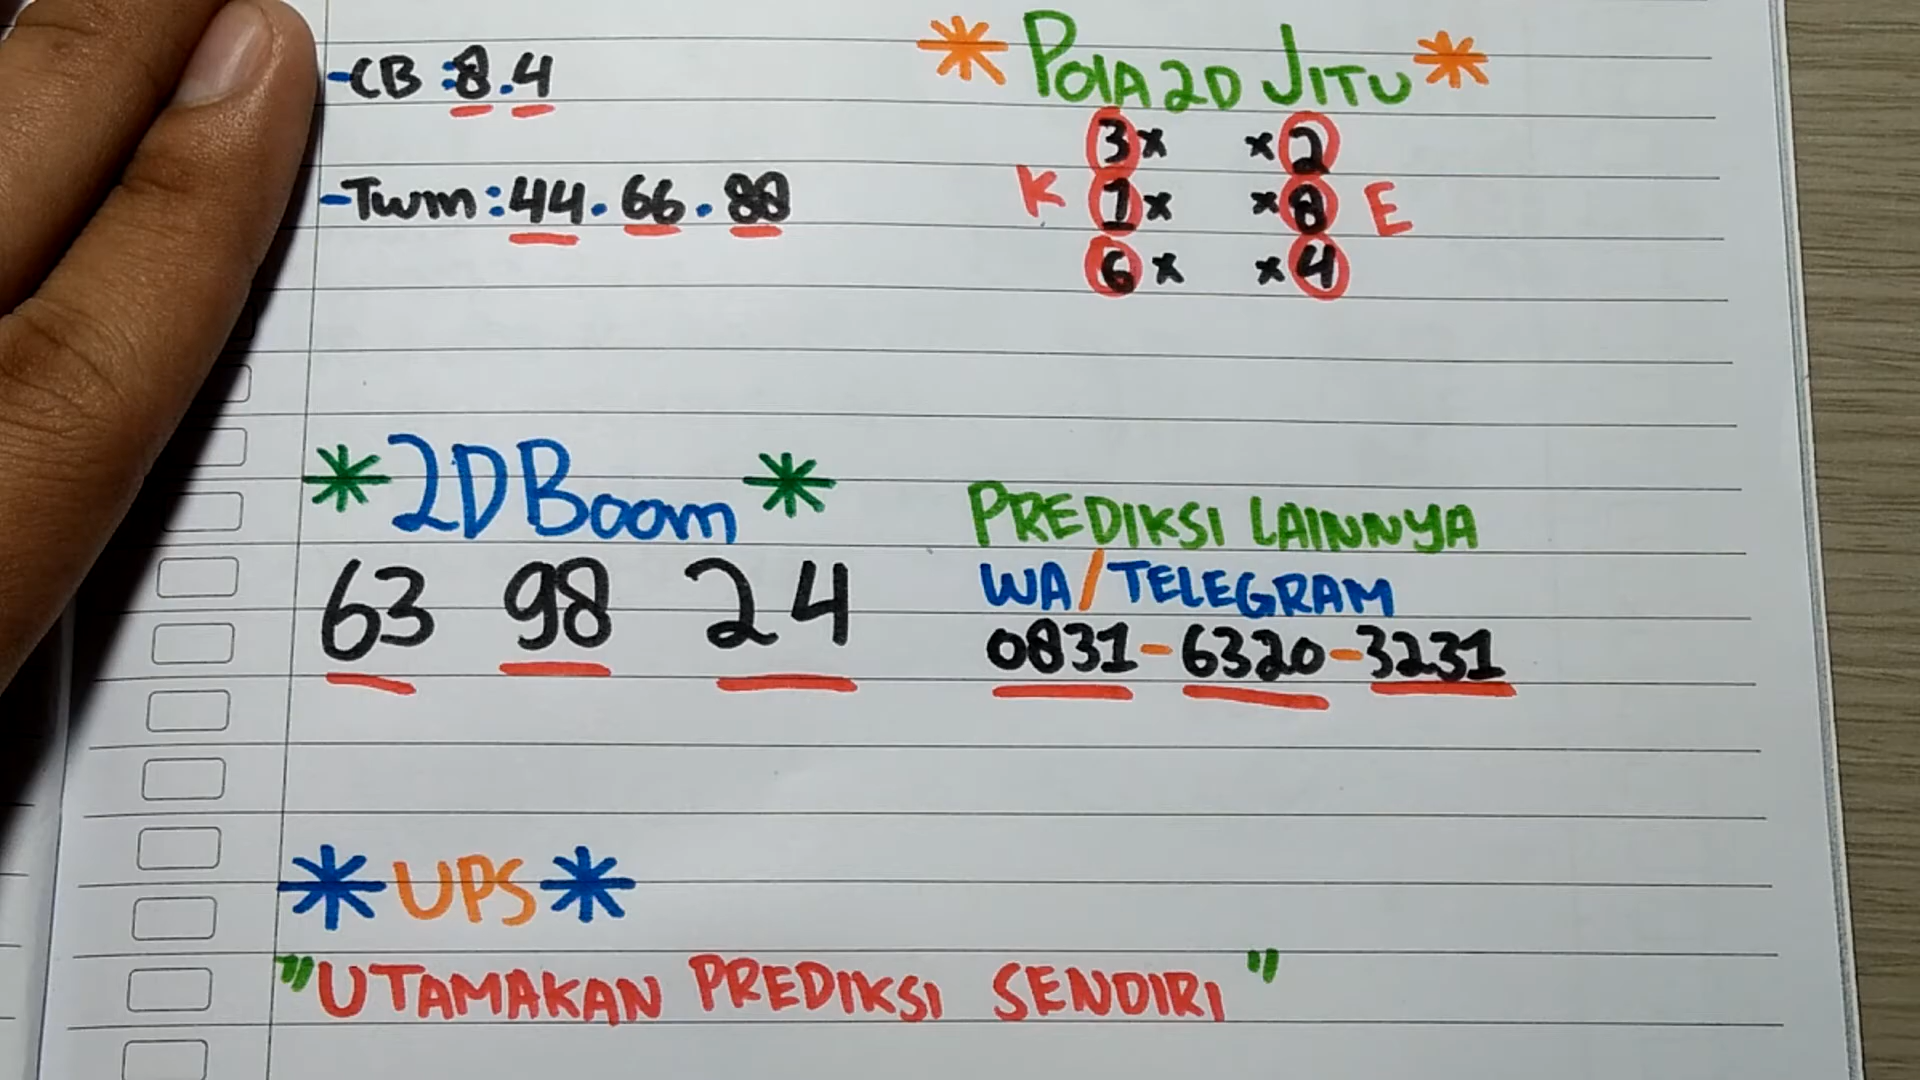 -CB :8.4
-Twm:44.66.88
PolA 2D JITU
3x x2
K 1x x8 E
6x x4
2D Boom
63 98 24
PREDIKSI LAINNYA
WA/TELEGRAM
0831-6320-3231
UPS
"UTAMAKAN PREDIKSI SENDIRI"